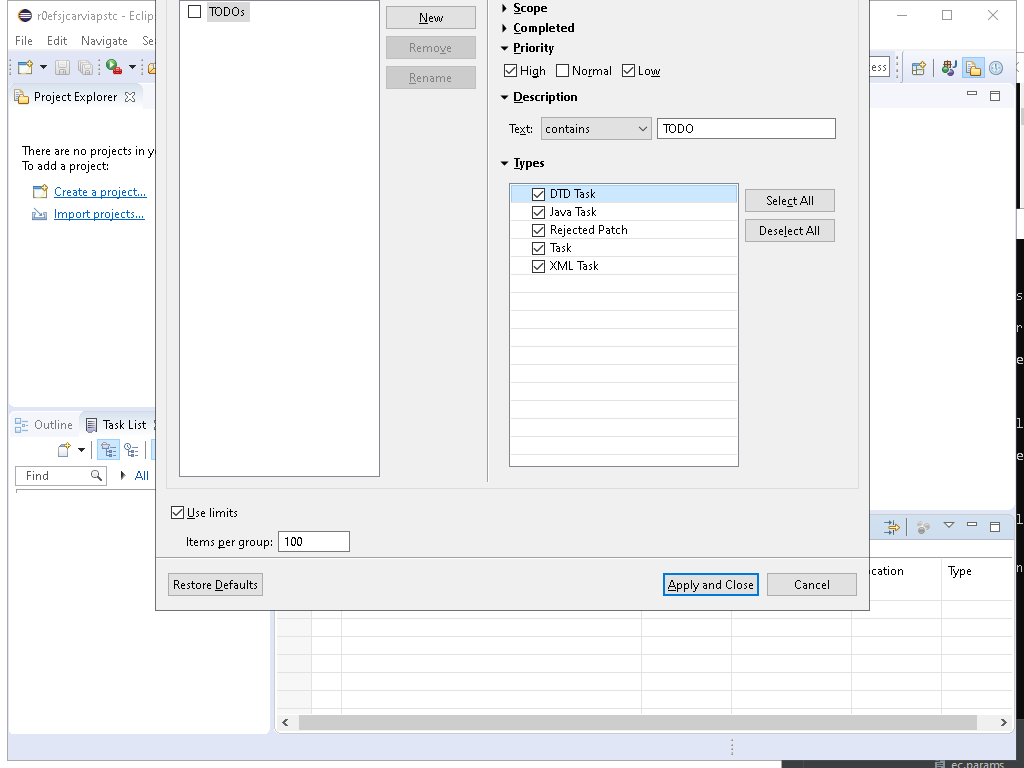 r0efsjcarviapstc - Eclip
File Edit Navigate Se
Project Explorer
There are no projects in y
To add a project:
Create a project...
Import projects...
Outline Task List
Find All
TODOs
New
Remove
Rename
Scope
Completed
Priority
High Normal Low
Description
Text: contains TODO
Types
DTD Task
Java Task
Rejected Patch
Task
XML Task
Select All
Deselect All
Use limits
Items per group: 100
Restore Defaults Apply and Close Cancel
ess
cation Type
ec.params